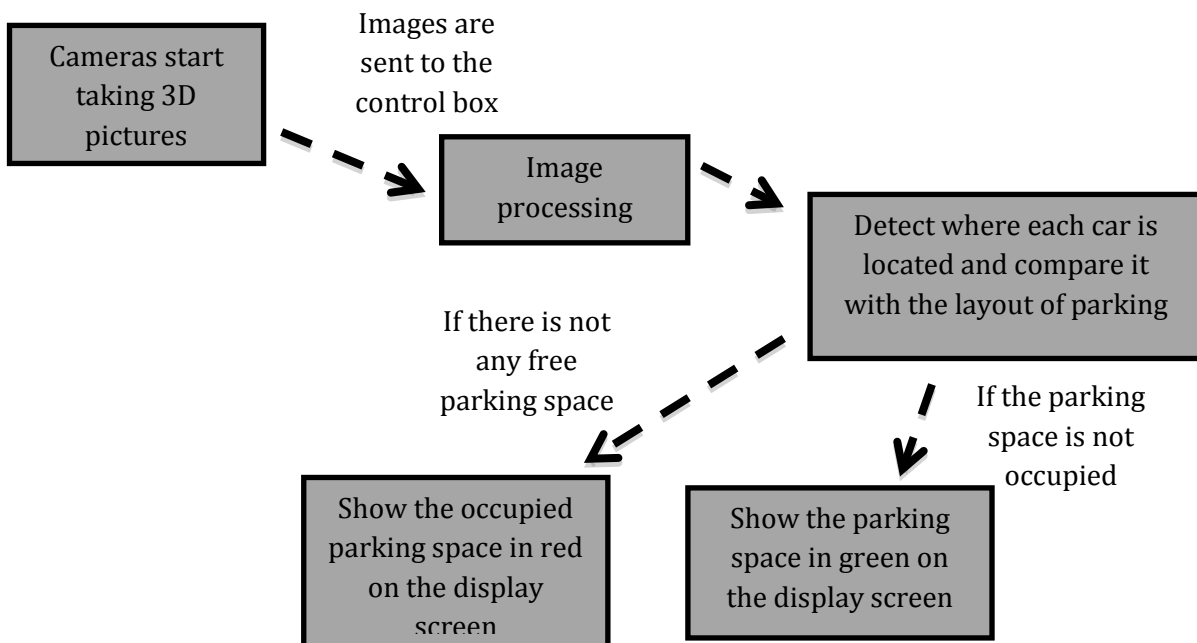 Cameras start
taking 3D
pictures
Images are
sent to the
control box
Image
processing
Detect where each car is
located and compare it
with the layout of parking
If there is not
any free
parking space
If the parking
space is not
occupied
Show the occupied
parking space in red
on the display
screen
Show the parking
space in green on
the display screen